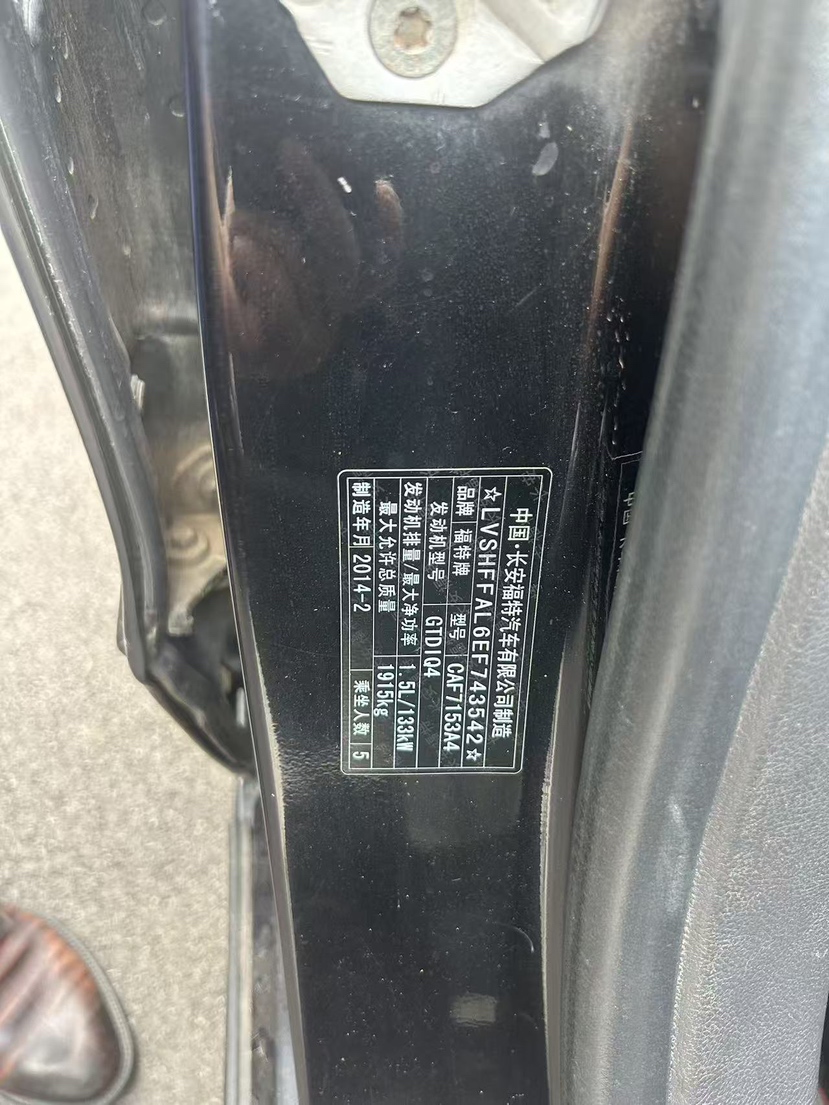 中国·长安福特汽车有限公司制造
☆LVSHFFAL6EF743542☆
品牌 福特牌 型号 CAF7153A4
发动机型号 GTDIQ4
发动机排量/最大净功率 1.5L/133kW
最大允许总质量 1915kg
制造年月 2014-2 乘坐人数 5
中国